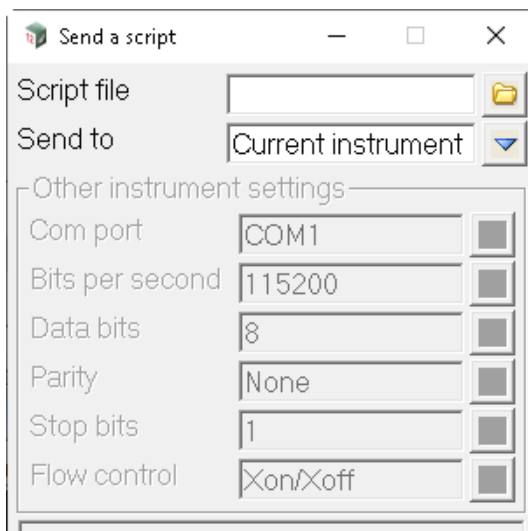 Send a script
Script file
Send to Current instrument
Other instrument settings
Com port COM1
Bits per second 115200
Data bits 8
Parity None
Stop bits 1
Flow control Xon/Xoff